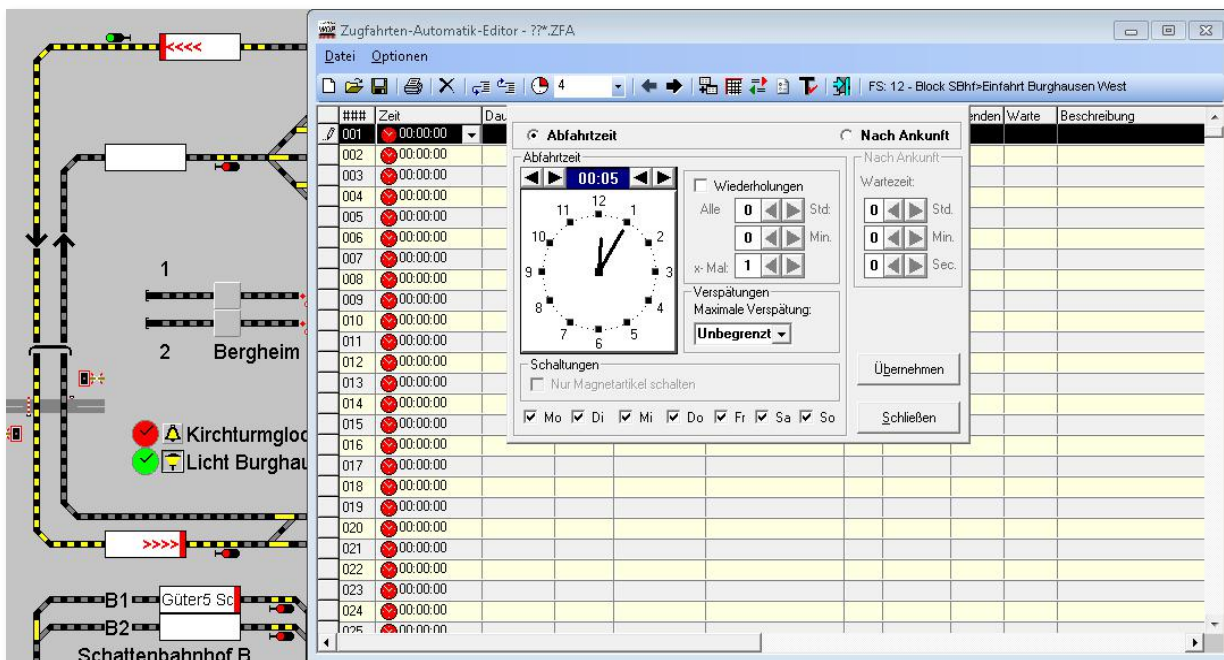 Zugfahrten-Automatik-Editor - ??*.ZFA
Datei Optionen
4 FS: 12 - Block SBhf>Einfahrt Burghausen West
### Zeit Dau enden Warte Beschreibung
001 00:00:00
002 00:00:00
003 00:00:00
004 00:00:00
005 00:00:00
006 00:00:00
007 00:00:00
008 00:00:00
009 00:00:00
010 00:00:00
011 00:00:00
012 00:00:00
013 00:00:00
014 00:00:00
015 00:00:00
016 00:00:00
017 00:00:00
018 00:00:00
019 00:00:00
020 00:00:00
021 00:00:00
022 00:00:00
023 00:00:00
024 00:00:00
025 00:00:00
Abfahrtzeit Nach Ankunft
Abfahrtzeit
00:05
12
11 1
10 2
9 3
8 4
7 5
6
Wiederholungen
Alle 0 Std:
0 Min.
x- Mal: 1
Verspätungen
Maximale Verspätung:
Unbegrenzt
Nach Ankunft
Wartezeit:
0 Std.
0 Min.
0 Sec.
Schaltungen
Nur Magnetartikel schalten
Mo Di Mi Do Fr Sa So
Übernehmen
Schließen
<<<<
1
2 Bergheim
Kirchturmgloc
Licht Burghau
>>>>
B1 Güter5 Sc
B2
Schattenbahnhof B